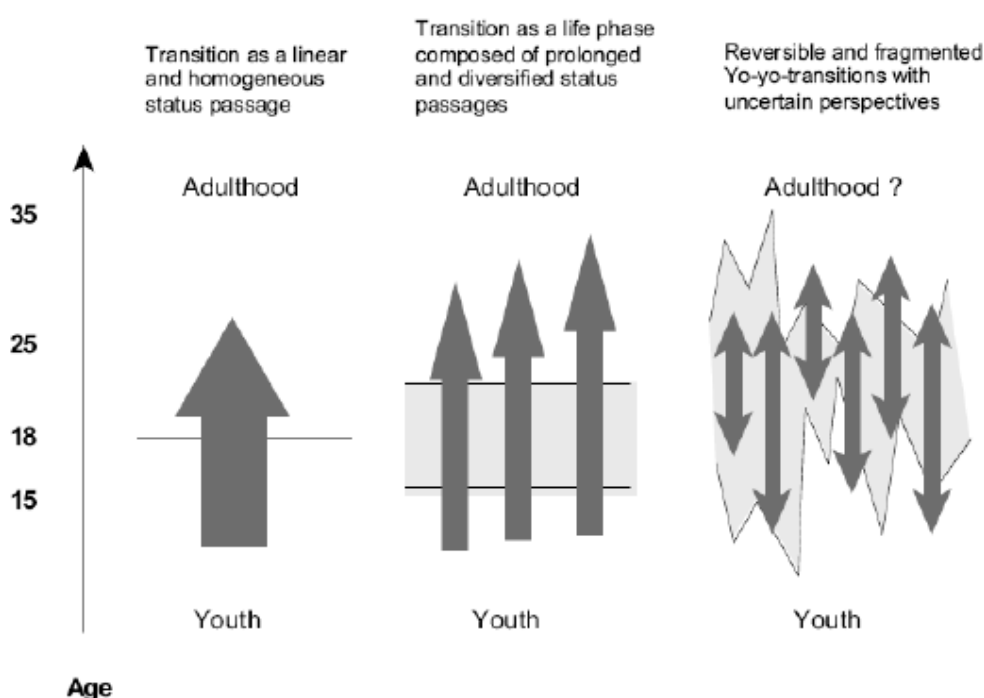 Transition as a linear
and homogeneous
status passage
Transition as a life phase
composed of prolonged
and diversified status
passages
Reversible and fragmented
Yo-yo-transitions with
uncertain perspectives
Adulthood
Adulthood
Adulthood ?
35
25
18
15
Youth
Youth
Youth
Age